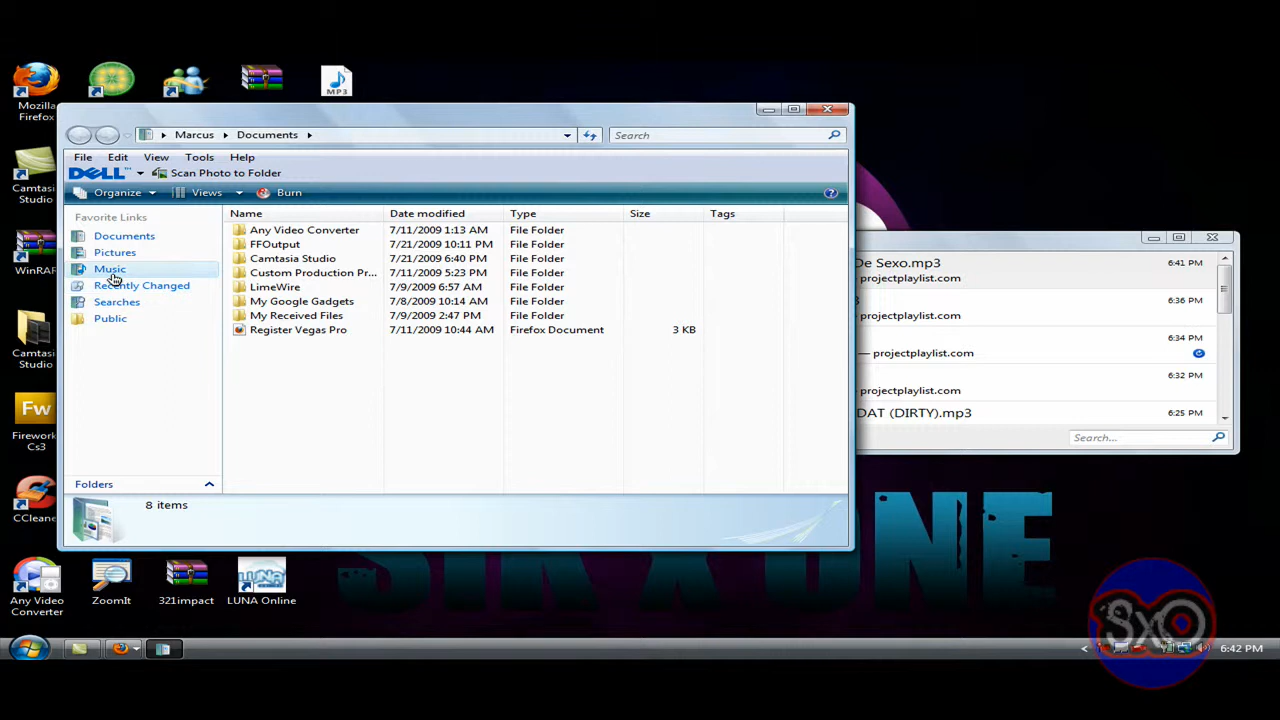 Mozilla
Firefox
MP3
Camtasia
Studio
WinRAR
Camtasia
Studio
Fw
Fireworks
Cs3
CCleaner
Any Video
Converter
ZoomIt
321impact
LUNA Online
Marcus
Documents
Search
File Edit View Tools Help
DELL™ Scan Photo to Folder
Organize Views Burn
Favorite Links
Documents
Pictures
Music
Recently Changed
Searches
Public
Folders
Name Date modified Type Size Tags
Any Video Converter 7/11/2009 1:13 AM File Folder
FFOutput 7/21/2009 10:11 PM File Folder
Camtasia Studio 7/21/2009 6:40 PM File Folder
Custom Production Pr... 7/11/2009 5:23 PM File Folder
LimeWire 7/9/2009 6:57 AM File Folder
My Google Gadgets 7/8/2009 10:14 AM File Folder
My Received Files 7/9/2009 2:47 PM File Folder
Register Vegas Pro 7/11/2009 10:44 AM Firefox Document 3 KB
8 items
De Sexo.mp3 6:41 PM
projectplaylist.com
3 6:36 PM
projectplaylist.com
6:34 PM
— projectplaylist.com
6:32 PM
projectplaylist.com
DAT (DIRTY).mp3 6:25 PM
Search...
SIK X ONE
SxO
6:42 PM